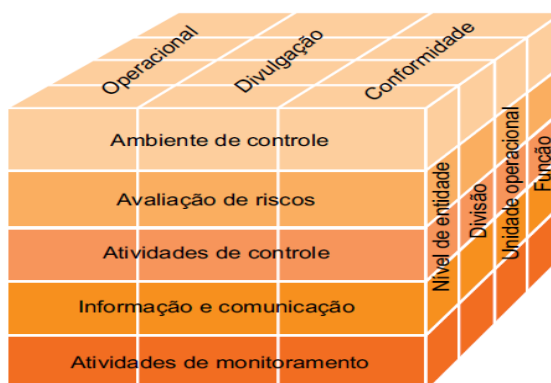 Operacional
Divulgação
Conformidade
Ambiente de controle
Avaliação de riscos
Atividades de controle
Informação e comunicação
Atividades de monitoramento
Nível de entidade
Divisão
Unidade operacional
Função